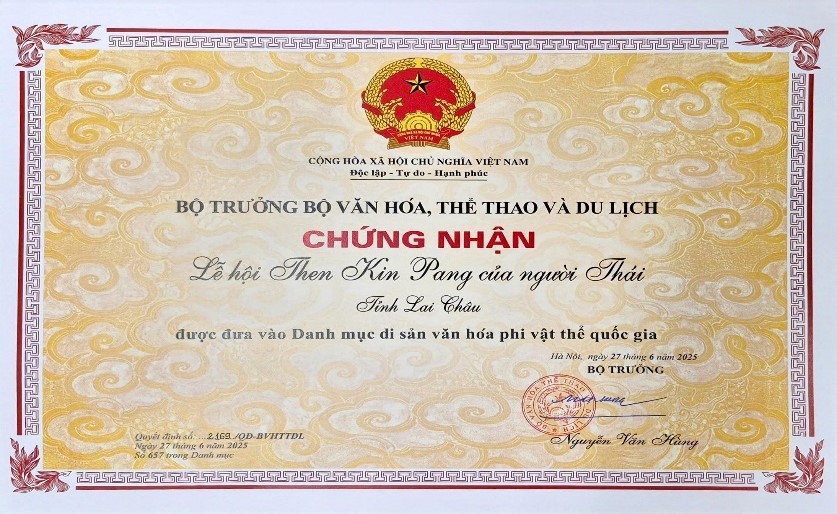 VIỆT NAM
CỘNG HÒA XÃ HỘI CHỦ NGHĨA VIỆT NAM
Độc lập - Tự do - Hạnh phúc
BỘ TRƯỞNG BỘ VĂN HÓA, THỂ THAO VÀ DU LỊCH
CHỨNG NHẬN
Lễ hội Then Kin Pang của người Thái
Tỉnh Lai Châu
được đưa vào Danh mục di sản văn hóa phi vật thể quốc gia
Hà Nội, ngày 27 tháng 6 năm 2025
BỘ TRƯỞNG
Nguyễn Văn Hùng
Quyết định số: ...2169./QĐ-BVHTTDL
Ngày 27 tháng 6 năm 2025
Số 657 trong Danh mục